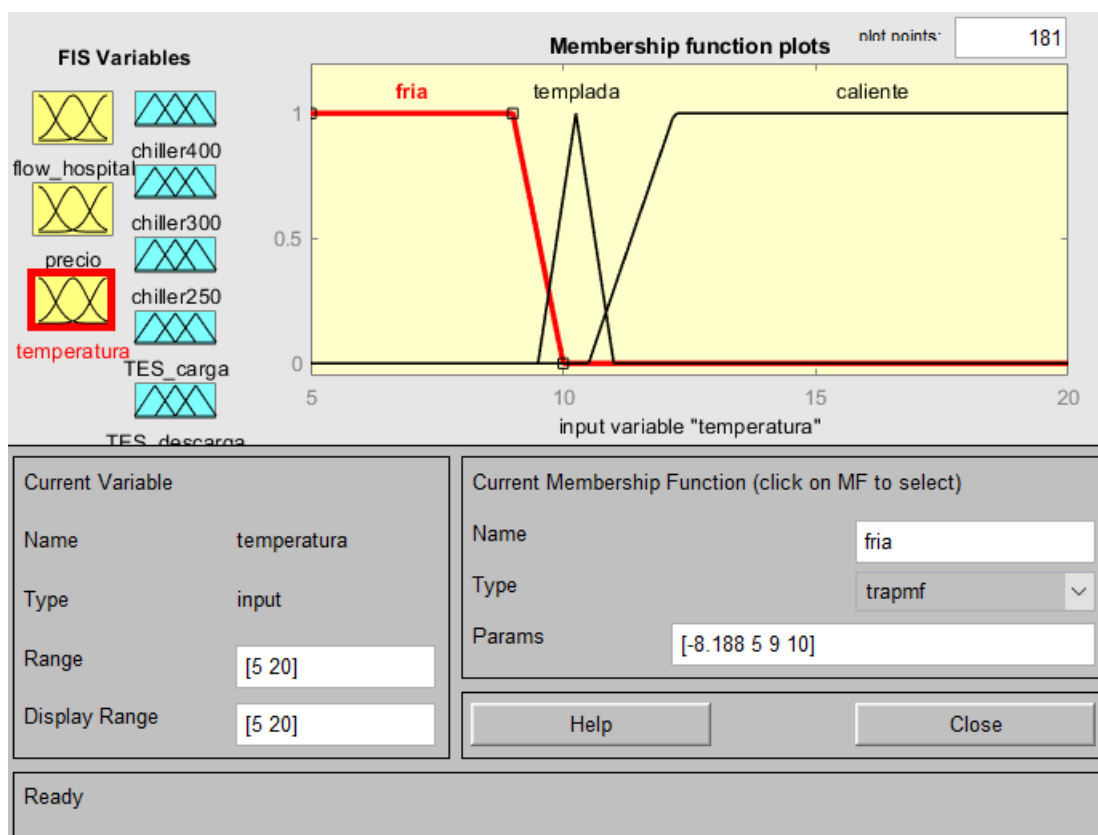 FIS Variables
flow_hospital
precio
temperatura
chiller400
chiller300
chiller250
TES_carga
TES_descarga
Membership function plots
plot points:
181
fria
templada
caliente
1
0.5
0
5
10
15
20
input variable "temperatura"
Current Variable
Name
temperatura
Type
input
Range
[5 20]
Display Range
[5 20]
Current Membership Function (click on MF to select)
Name
fria
Type
trapmf
Params
[-8.188 5 9 10]
Help
Close
Ready